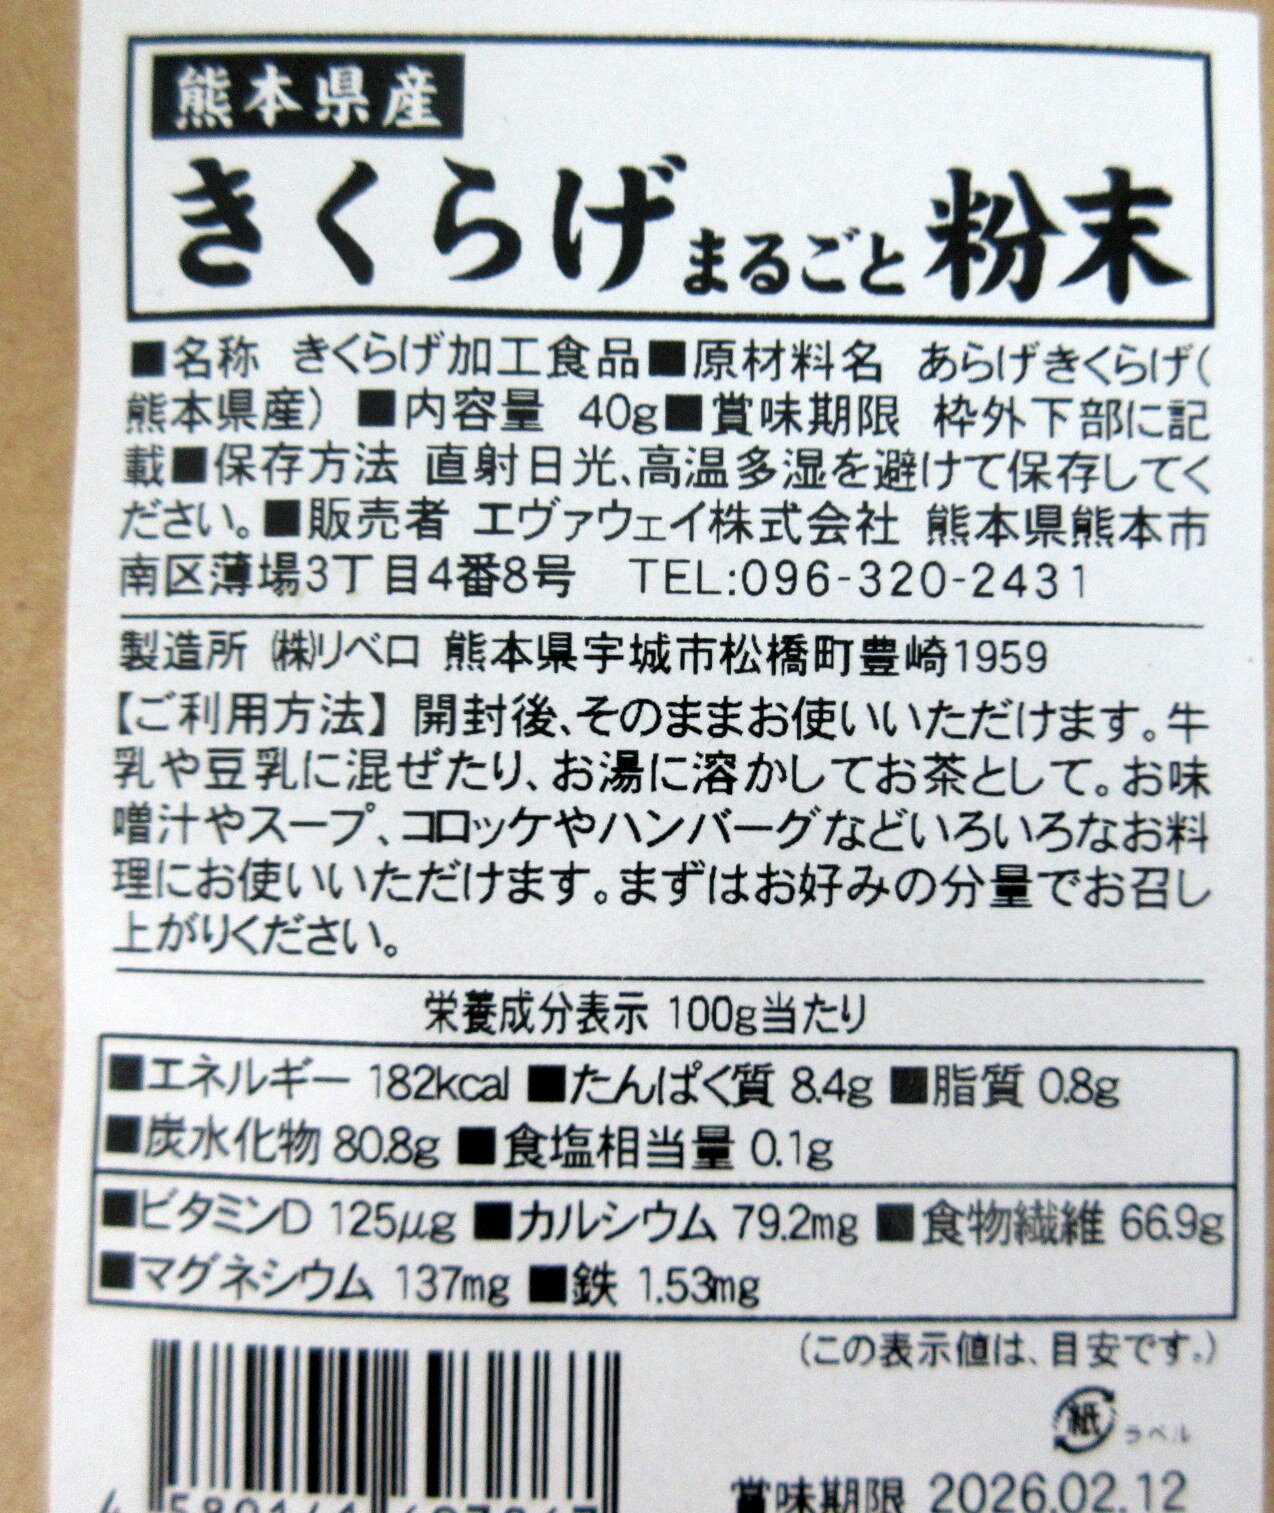 熊本県産
きくらげまるごと粉末
■名称 きくらげ加工食品■原材料名 あらげきくらげ(
熊本県産) ■内容量 40g■賞味期限 枠外下部に記
載■保存方法 直射日光、高温多湿を避けて保存してく
ださい。■販売者 エヴァウェイ株式会社 熊本県熊本市
南区薄場3丁目4番8号 TEL:096-320-2431
製造所 ㈱リベロ 熊本県宇城市松橋町豊崎1959
【ご利用方法】開封後、そのままお使いいただけます。牛
乳や豆乳に混ぜたり、お湯に溶かしてお茶として。お味
噌汁やスープ、コロッケやハンバーグなどいろいろなお料
理にお使いいただけます。まずはお好みの分量でお召し
上がりください。
栄養成分表示 100g当たり
■エネルギー 182kcal ■たんぱく質 8.4g ■脂質 0.8g
■炭水化物 80.8g ■食塩相当量 0.1g
■ビタミンD 125μg ■カルシウム 79.2mg ■食物繊維 66.9g
■マグネシウム 137mg ■鉄 1.53mg
(この表示値は、目安です。)
紙 ラベル
賞味期限 2026.02.12